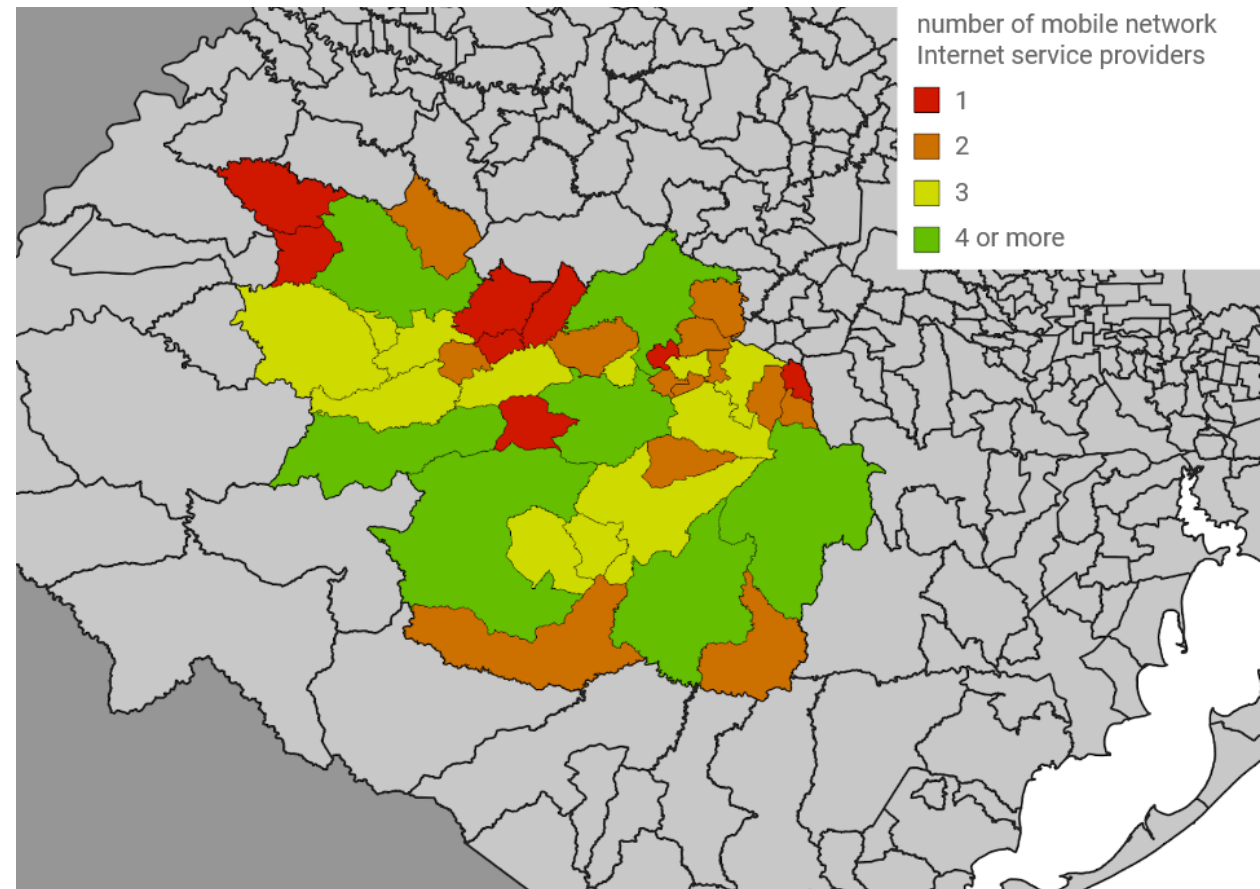 number of mobile network
Internet service providers
1
2
3
4 or more